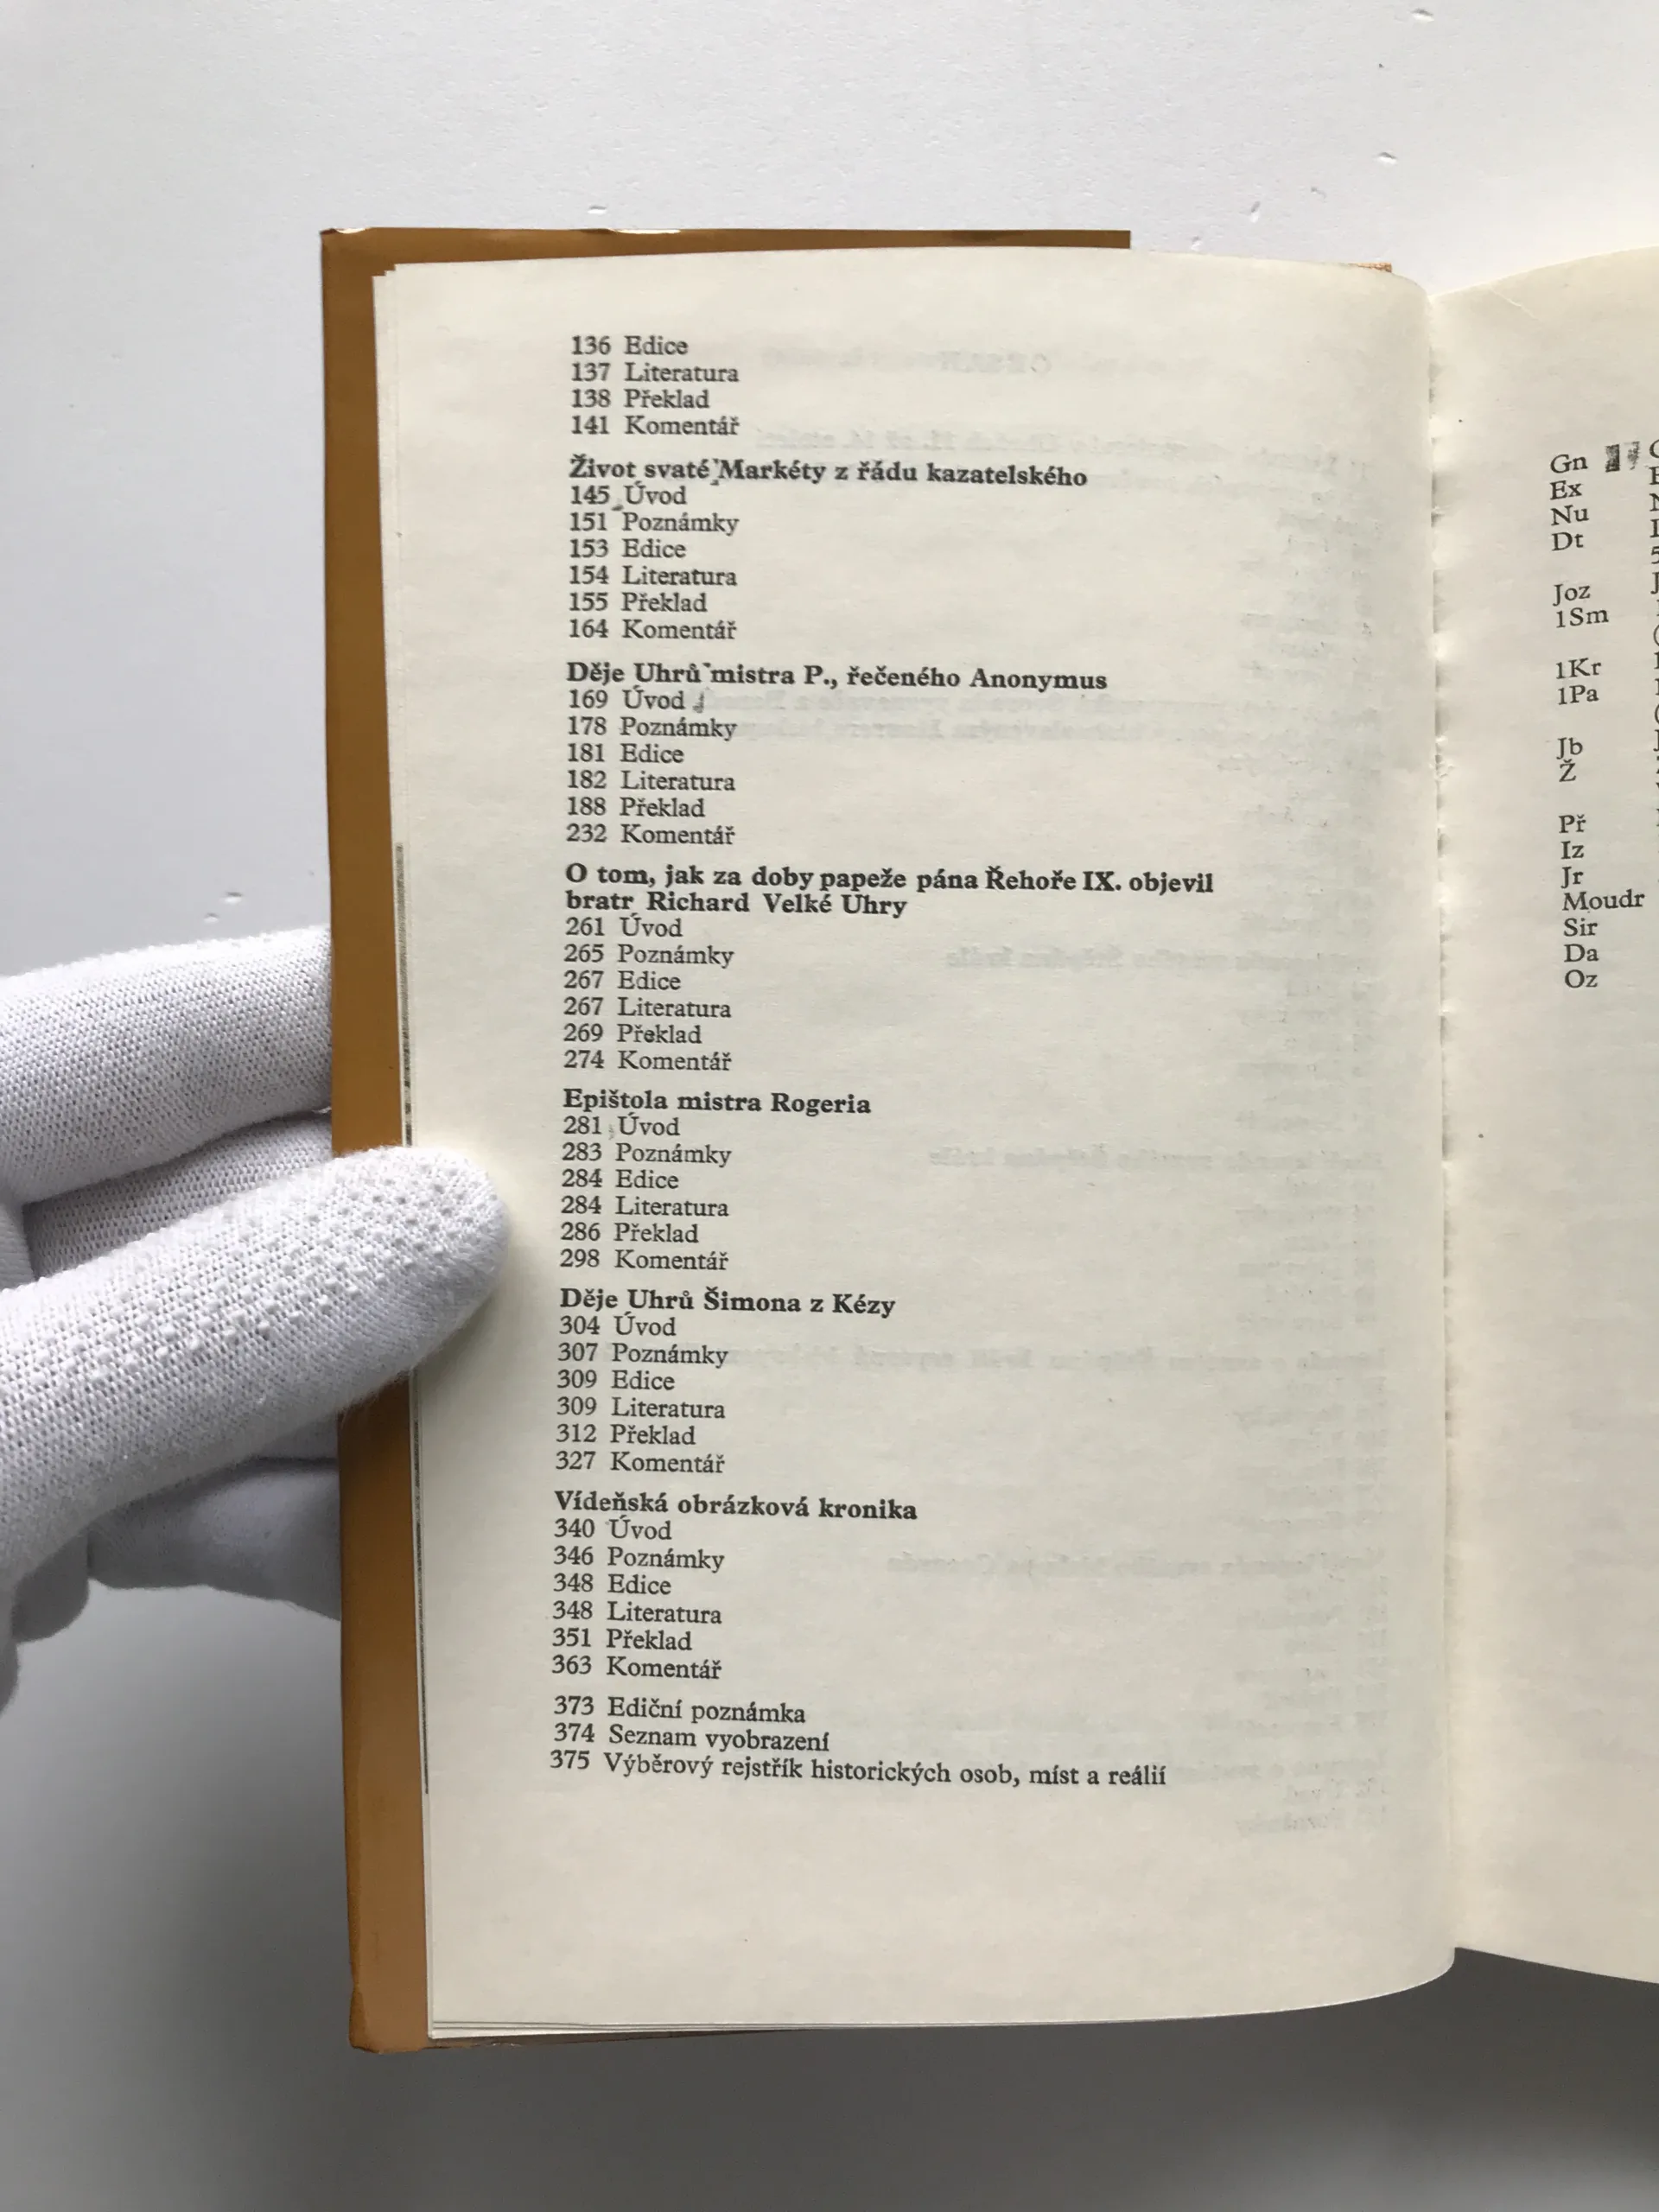 136 Edice
137 Literatura
138 Překlad
141 Komentář
Život svaté Markéty z řádu kazatelského
145 Úvod
151 Poznámky
153 Edice
154 Literatura
155 Překlad
164 Komentář
Děje Uhrů mistra P., řečeného Anonymus
169 Úvod
178 Poznámky
181 Edice
182 Literatura
188 Překlad
232 Komentář
O tom, jak za doby papeže pána Řehoře IX. objevil
bratr Richard Velké Uhry
261 Úvod
265 Poznámky
267 Edice
267 Literatura
269 Překlad
274 Komentář
Epištola mistra Rogeria
281 Úvod
283 Poznámky
284 Edice
284 Literatura
286 Překlad
298 Komentář
Děje Uhrů Šimona z Kézy
304 Úvod
307 Poznámky
309 Edice
309 Literatura
312 Překlad
327 Komentář
Vídeňská obrázková kronika
340 Úvod
346 Poznámky
348 Edice
348 Literatura
351 Překlad
363 Komentář
373 Ediční poznámka
374 Seznam vyobrazení
375 Výběrový rejstřík historických osob, míst a reálií
Gn
Ex
Nu
Dt
Joz
1Sm
1Kr
1Pa
Jb
Ž
Př
Iz
Jr
Moudr
Sir
Da
Oz